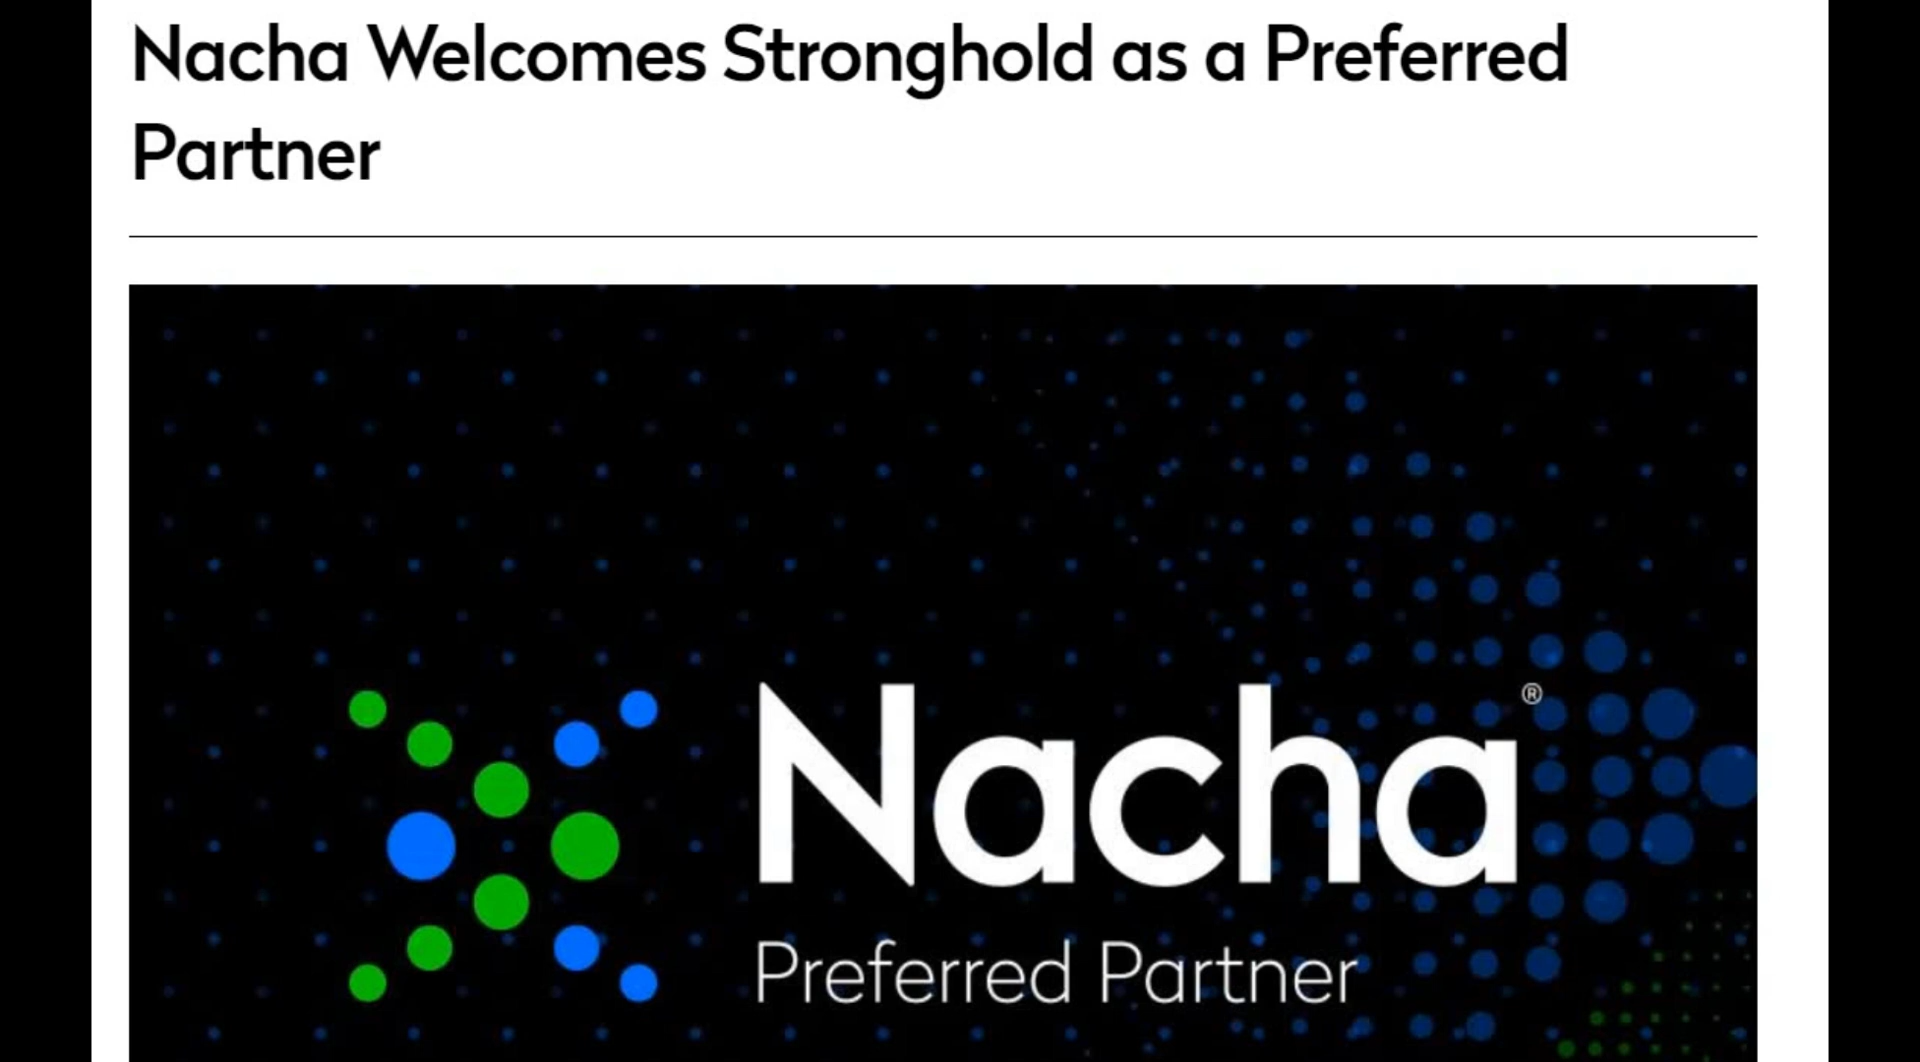 Nacha Welcomes Stronghold as a Preferred
Partner
Nacha®
Preferred Partner